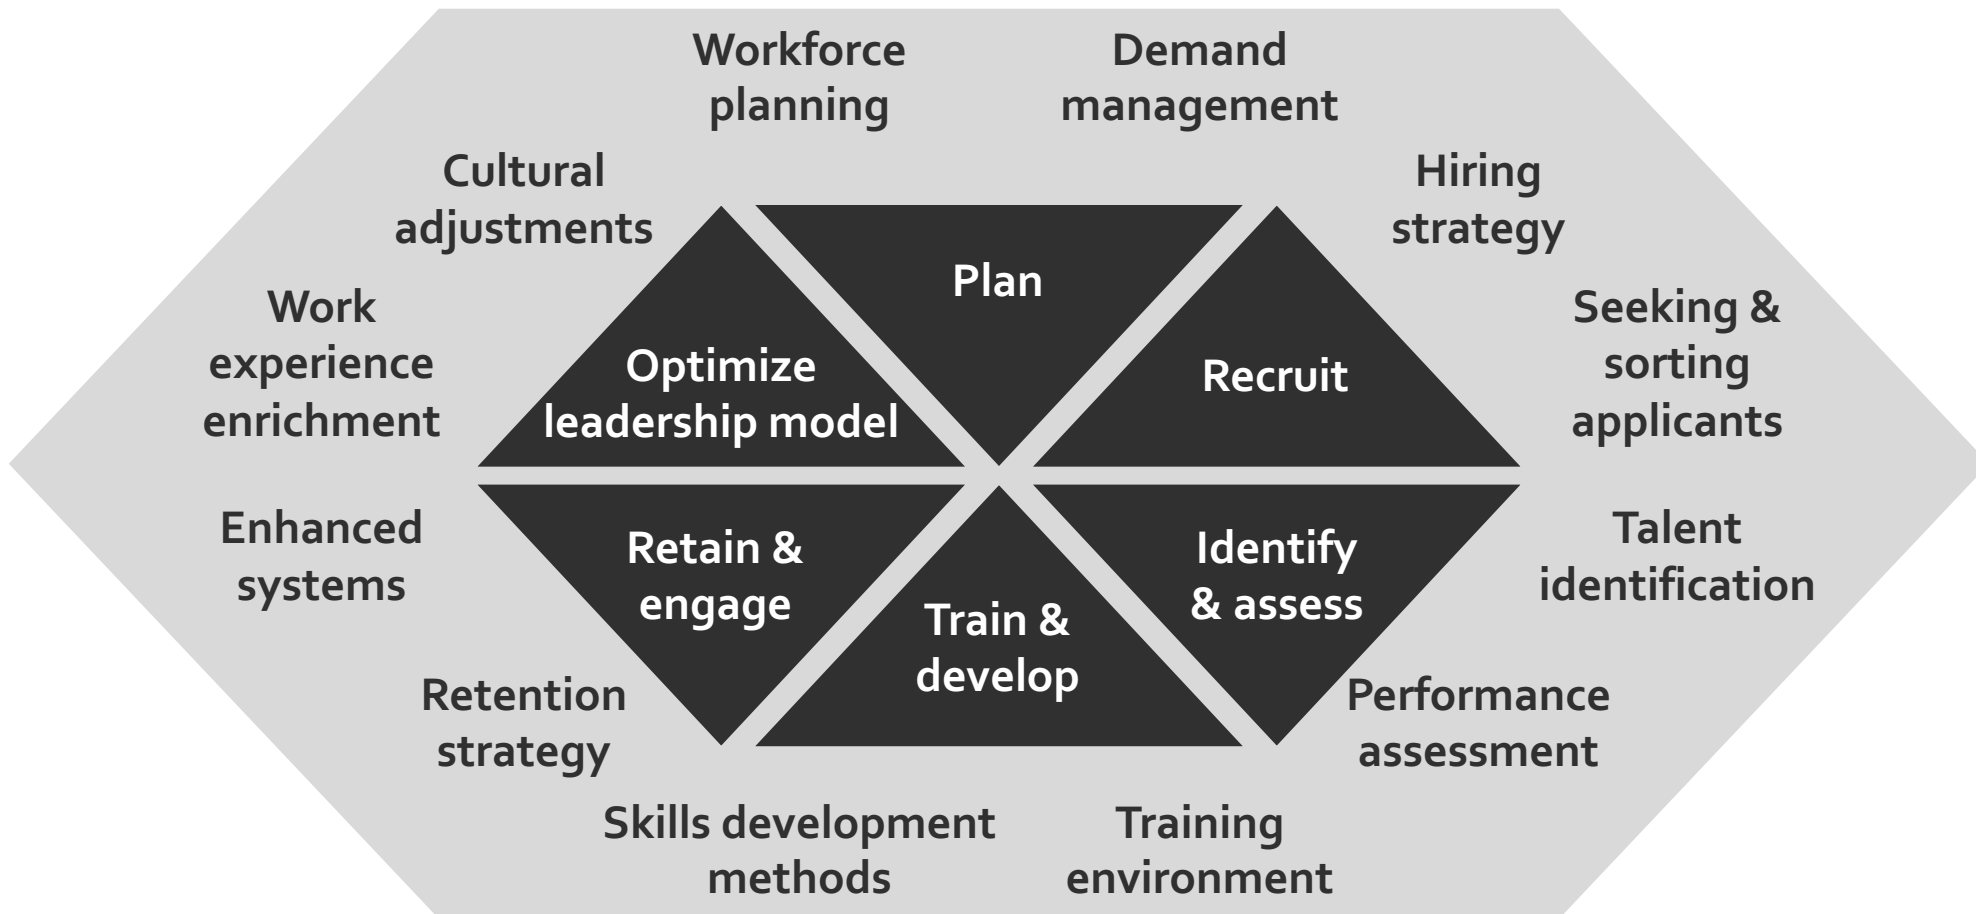 Workforce
planning
Demand
management
Cultural
adjustments
Hiring
strategy
Work
experience
enrichment
Plan
Seeking &
sorting
applicants
Optimize
leadership model
Recruit
Enhanced
systems
Retain &
engage
Identify
& assess
Talent
identification
Train &
develop
Retention
strategy
Performance
assessment
Skills development
methods
Training
environment